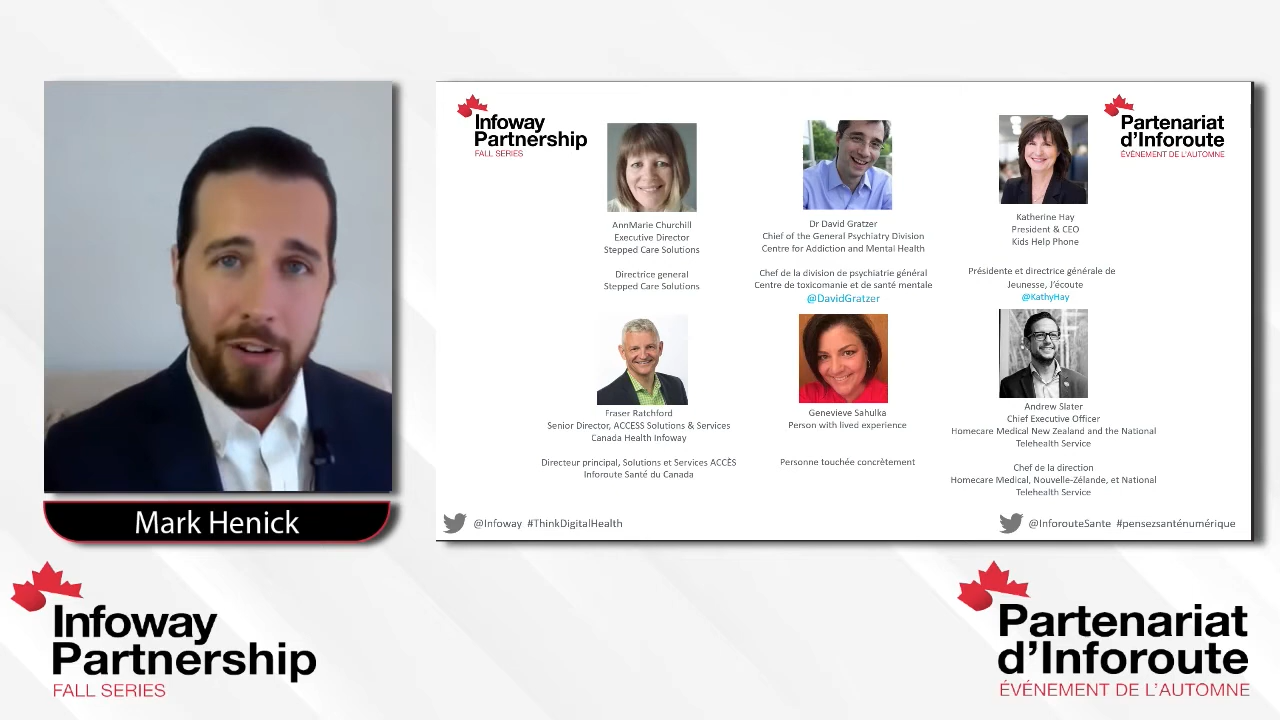 Mark Henick
Infoway
Partnership
FALL SERIES
Partenariat
d'Inforoute
ÉVÉNEMENT DE L'AUTOMNE
AnnMarie Churchill
Executive Director
Stepped Care Solutions
Directrice general
Stepped Care Solutions
Dr David Gratzer
Chief of the General Psychiatry Division
Centre for Addiction and Mental Health
Chef de la division de psychiatrie général
Centre de toxicomanie et de santé mentale
@DavidGratzer
Katherine Hay
President & CEO
Kids Help Phone
Présidente et directrice générale de
Jeunesse, J'écoute
@KathyHay
Fraser Ratchford
Senior Director, ACCESS Solutions & Services
Canada Health Infoway
Directeur principal, Solutions et Services ACCÈS
Inforoute Santé du Canada
Genevieve Sahulka
Person with lived experience
Personne touchée concrètement
Andrew Slater
Chief Executive Officer
Homecare Medical New Zealand and the National
Telehealth Service
Chef de la direction
Homecare Medical, Nouvelle-Zélande, et National
Telehealth Service
@Infoway #ThinkDigitalHealth
@InforouteSante #pensezsanténumérique
Infoway
Partnership
FALL SERIES
Partenariat
d'Inforoute
ÉVÉNEMENT DE L'AUTOMNE